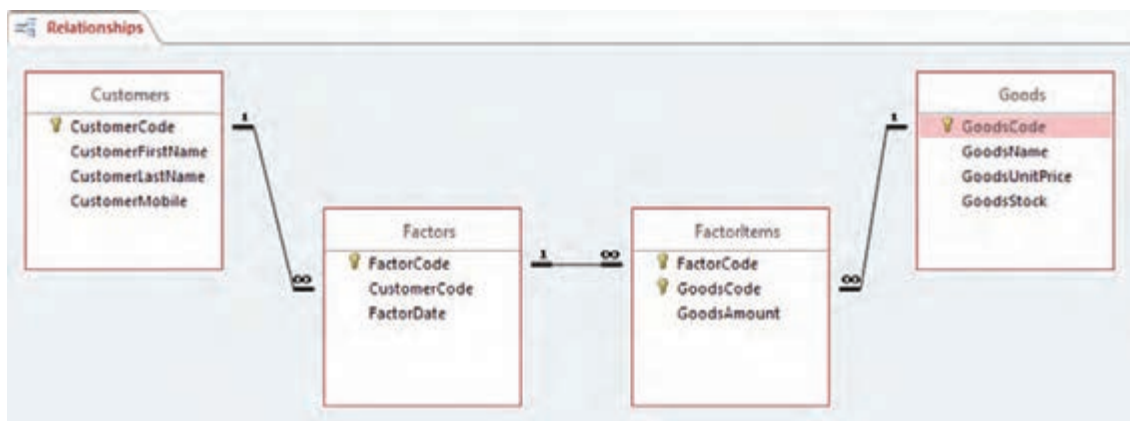 Relationships
Customers
CustomerCode
CustomerFirstName
CustomerLastName
CustomerMobile
1
∞
Factors
FactorCode
CustomerCode
FactorDate
1
∞
FactorItems
FactorCode
GoodsCode
GoodsAmount
1
∞
Goods
GoodsCode
GoodsName
GoodsUnitPrice
GoodsStock